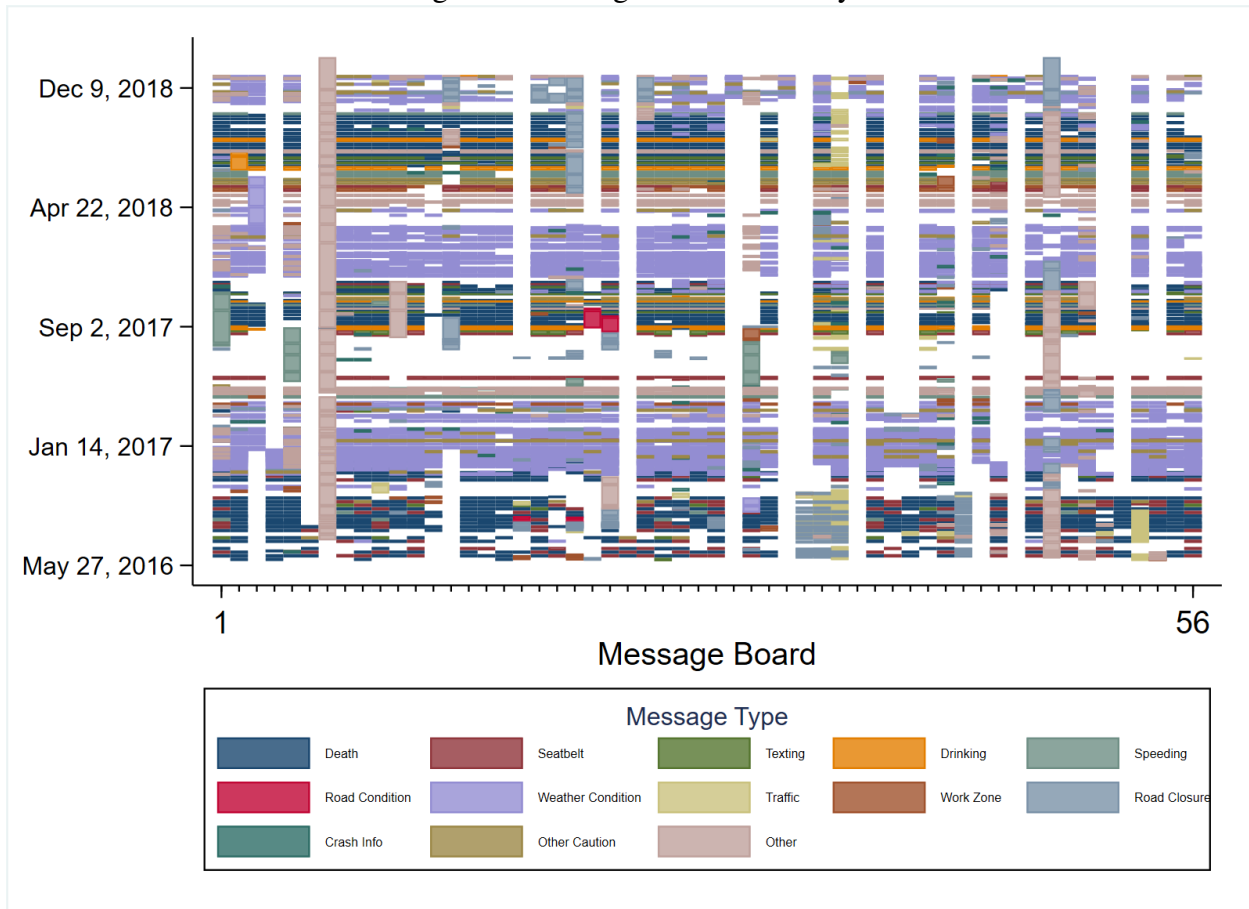 Dec 9, 2018
Apr 22, 2018
Sep 2, 2017
Jan 14, 2017
May 27, 2016
1 56
Message Board
Message Type
Death Seatbelt Texting Drinking Speeding
Road Condition Weather Condition Traffic Work Zone Road Closure
Crash Info Other Caution Other